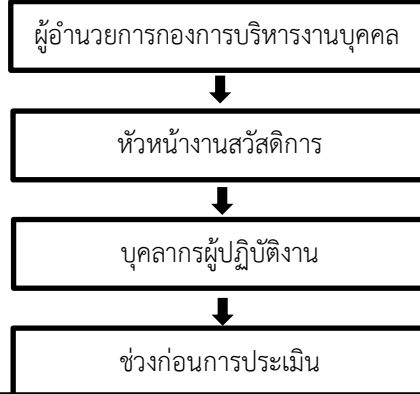 ผู้อำนวยการกองการบริหารงานบุคคล
หัวหน้างานสวัสดิการ
บุคลากรผู้ปฏิบัติงาน
ช่วงก่อนการประเมิน